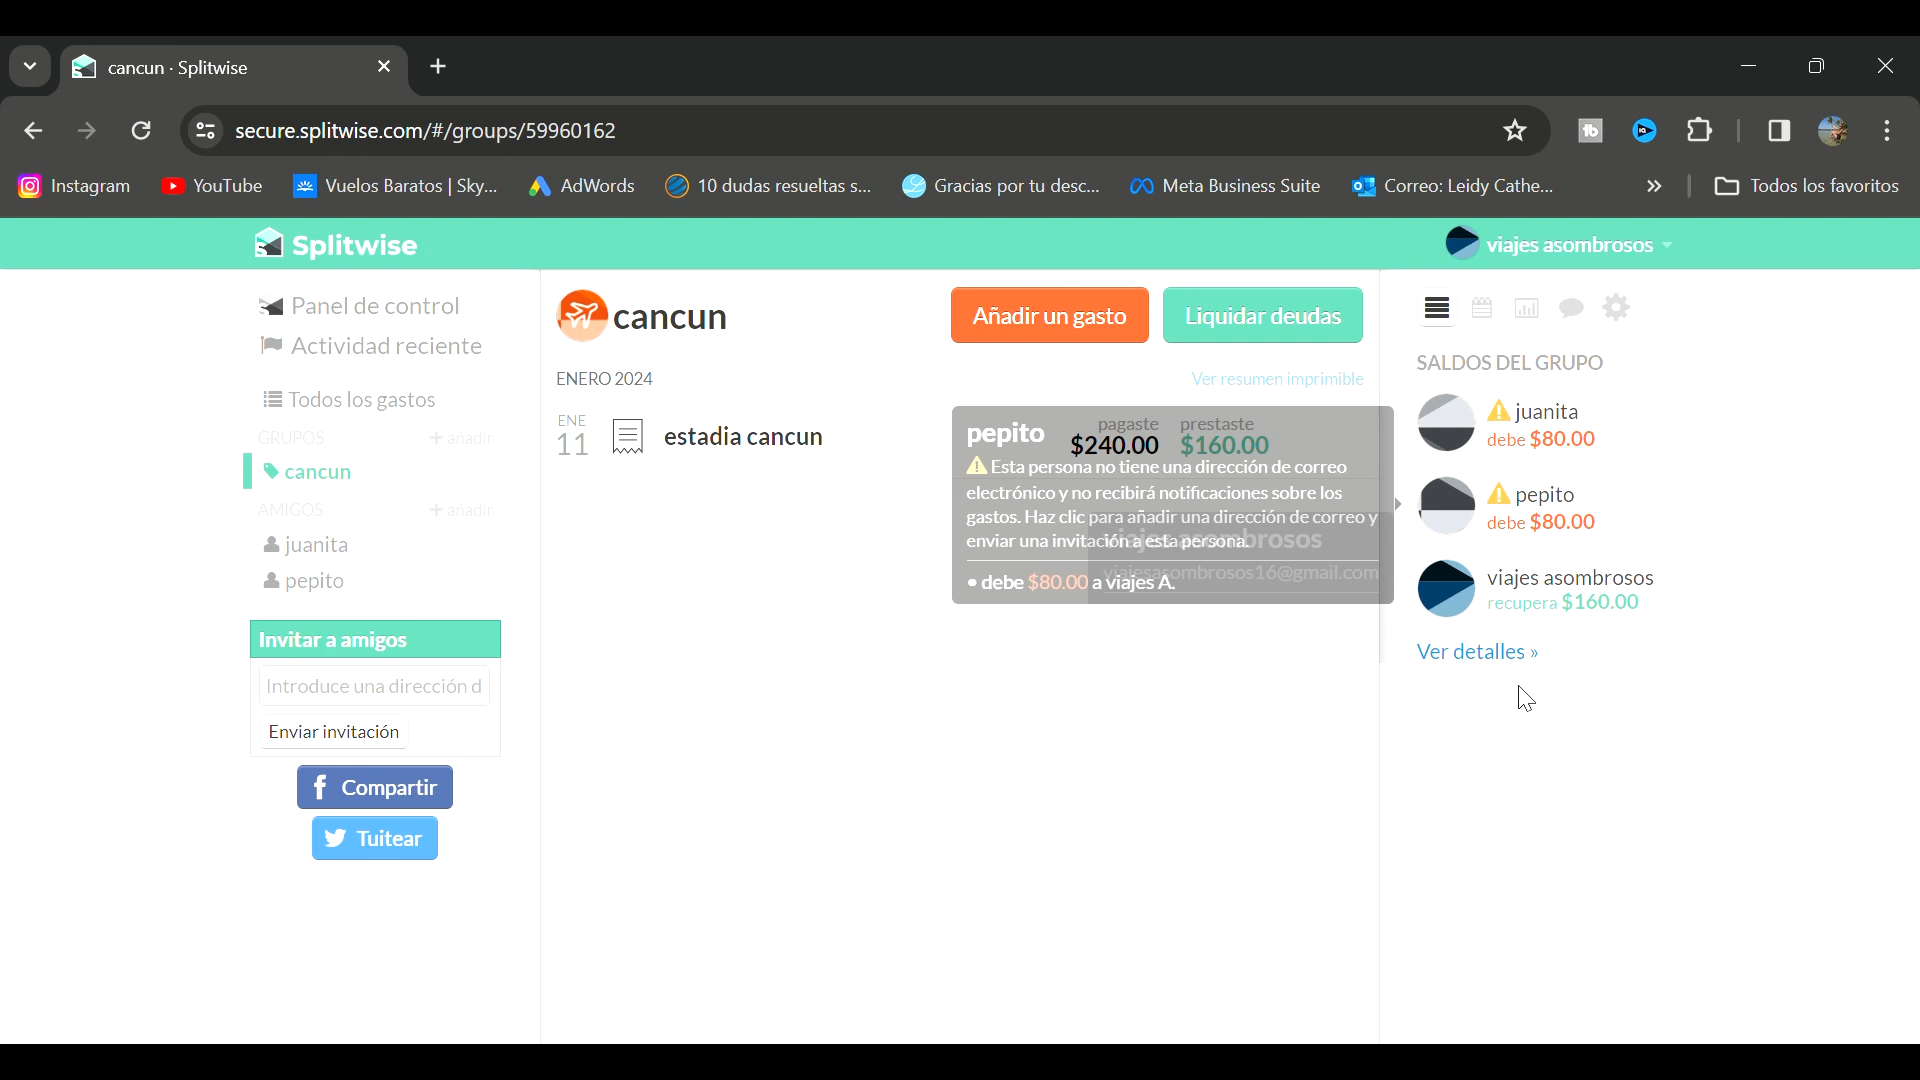 cancun · Splitwise
secure.splitwise.com/#/groups/59960162
Instagram
YouTube
Vuelos Baratos | Sky...
AdWords
10 dudas resueltas s...
Gracias por tu desc...
Meta Business Suite
Correo: Leidy Cathe...
»
Todos los favoritos
Splitwise
viajes asombrosos
Panel de control
Actividad reciente
Todos los gastos
GRUPOS
+ añadir
cancun
AMIGOS
+ añadir
juanita
pepito
Invitar a amigos
Introduce una dirección d
Enviar invitación
Compartir
Tuitear
cancun
Añadir un gasto
Liquidar deudas
ENERO 2024
Ver resumen imprimible
ENE
11
estadia cancun
pagaste
$240.00
prestaste
$160.00
pepito
Esta persona no tiene una dirección de correo
electrónico y no recibirá notificaciones sobre los
gastos. Haz clic para añadir una dirección de correo y
enviar una invitación a esta persona.
• debe $80.00 a viajes A.
viajes asombrosos
viajesasombrosos16@gmail.com
SALDOS DEL GRUPO
juanita
debe $80.00
pepito
debe $80.00
viajes asombrosos
recupera $160.00
Ver detalles »